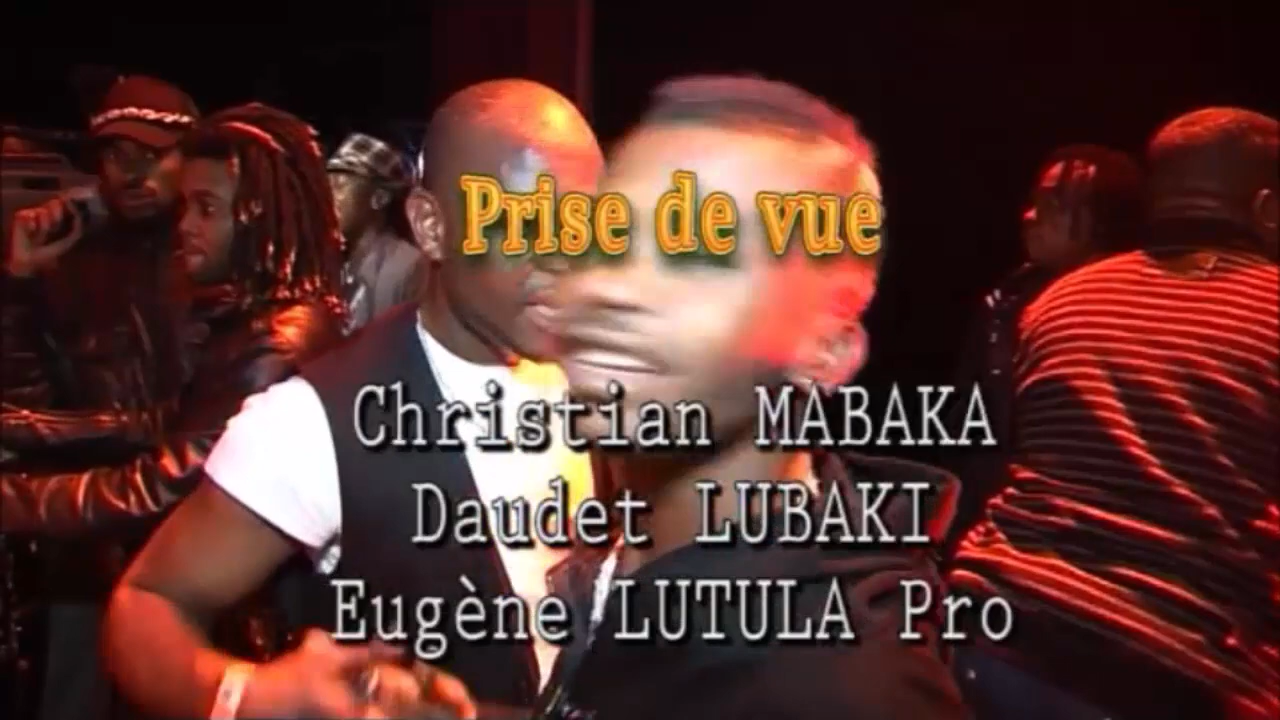 Prise de vue
Christian MABAKA
Daudet LUBAKI
Eugène LUTULA Pro